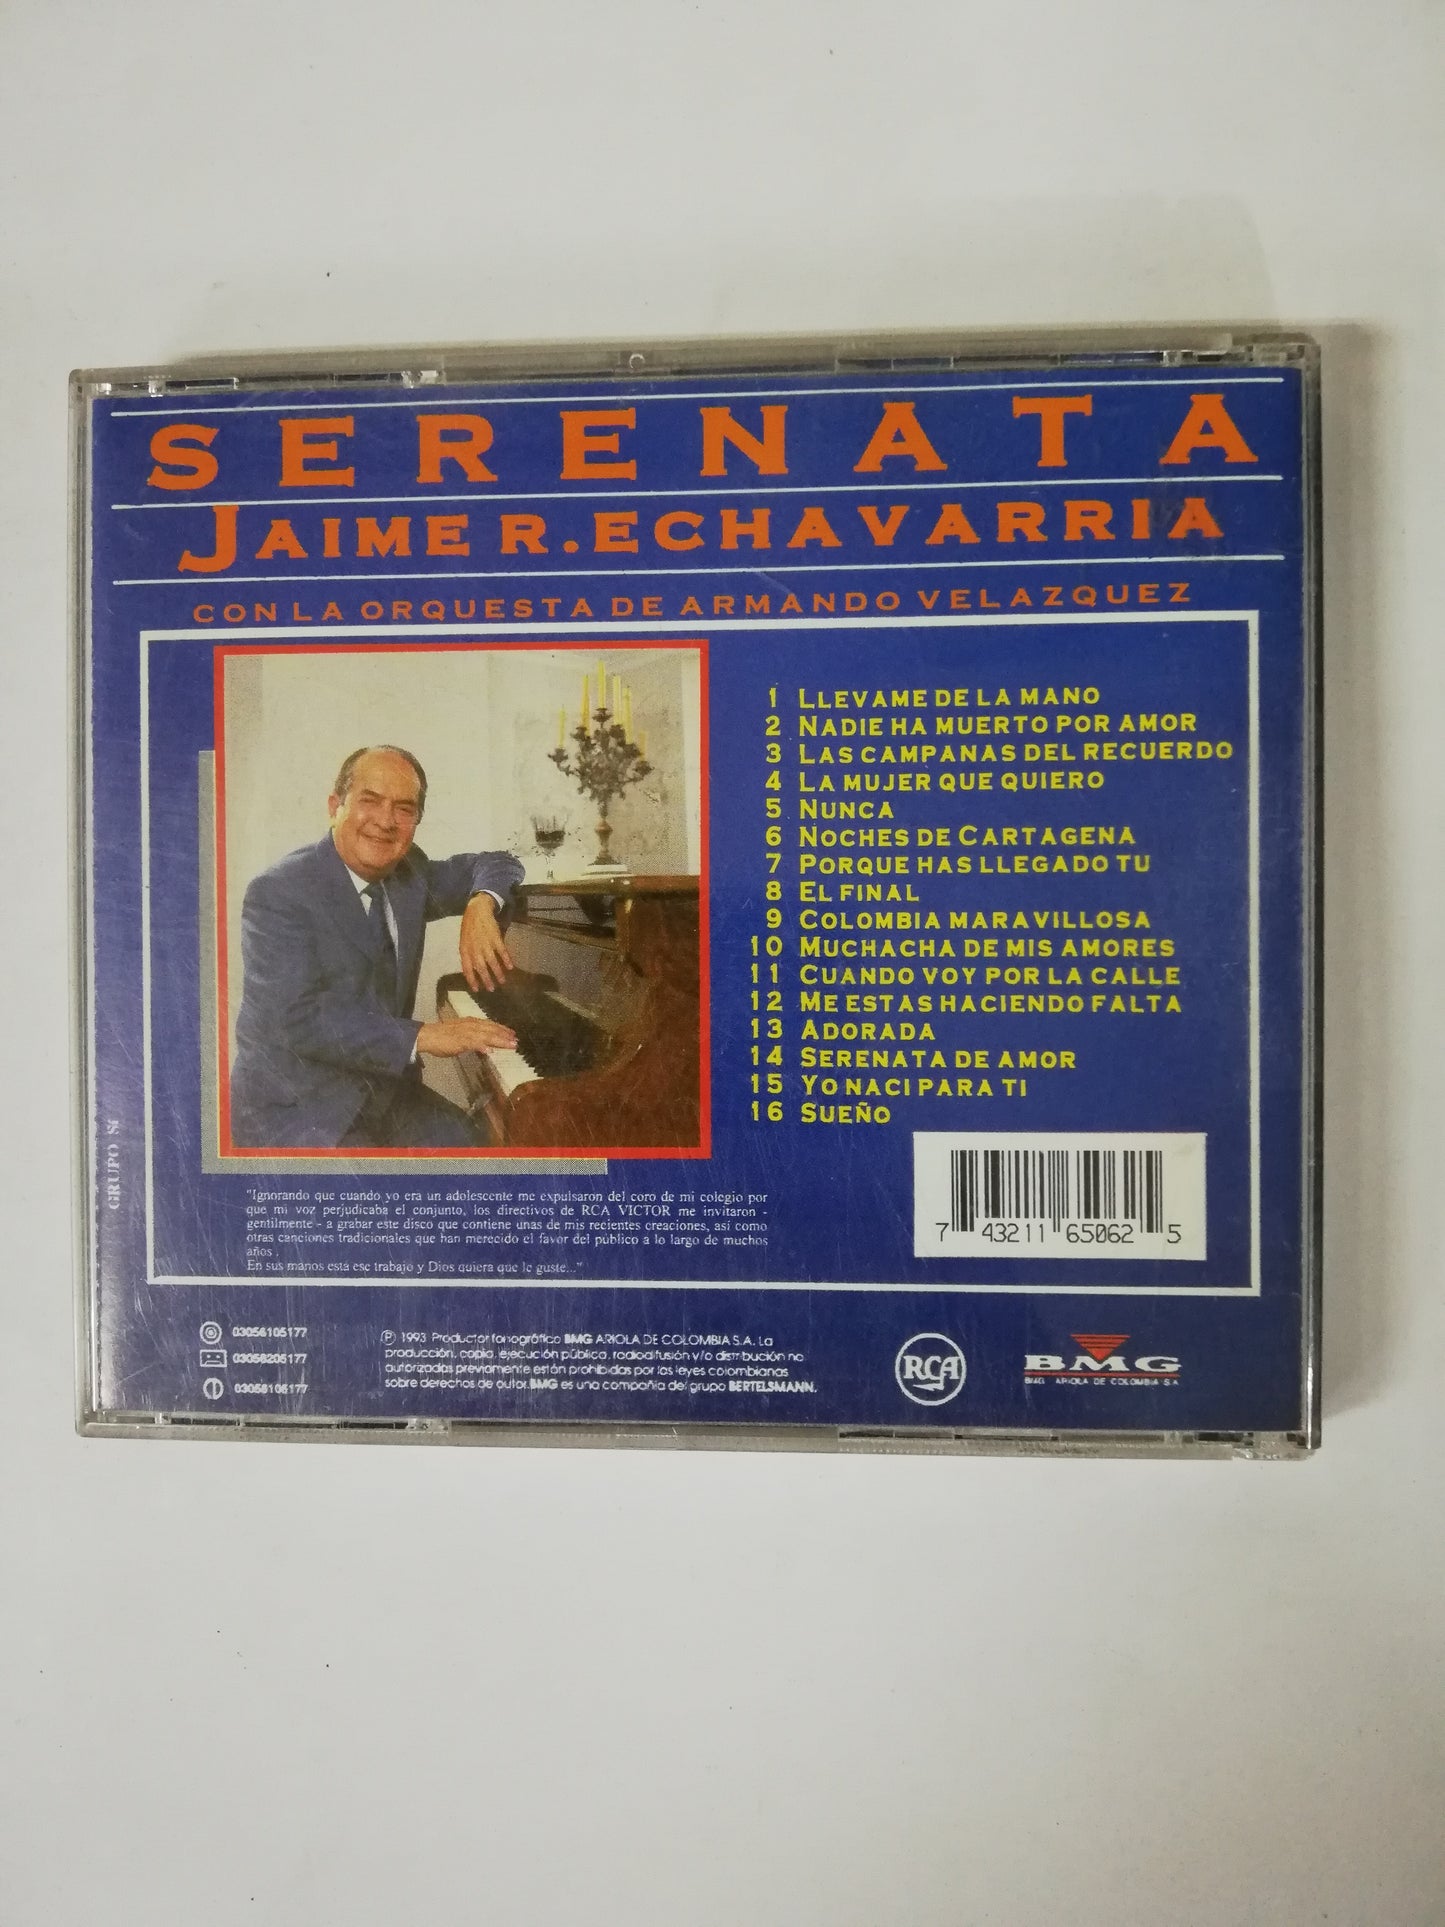 SERENATA
JAIME R. ECHAVARRIA
CON LA ORQUESTA DE ARMANDO VELAZQUEZ
1 LLEVAME DE LA MANO
2 NADIE HA MUERTO POR AMOR
3 LAS CAMPANAS DEL RECUERDO
4 LA MUJER QUE QUIERO
5 NUNCA
6 NOCHES DE CARTAGENA
7 PORQUE HAS LLEGADO TU
8 EL FINAL
9 COLOMBIA MARAVILLOSA
10 MUCHACHA DE MIS AMORES
11 CUANDO VOY POR LA CALLE
12 ME ESTAS HACIENDO FALTA
13 ADORADA
14 SERENATA DE AMOR
15 YO NACI PARA TI
16 SUEÑO
GRUPO SI
"Ignorando que cuando yo era un adolescente me expulsaron del coro de mi colegio por
que mi voz perjudicaba el conjunto, los directivos de RCA VICTOR me invitaron -
gentilmente - a grabar este disco que contiene unas de mis recientes creaciones, así como
otras canciones tradicionales que han merecido el favor del público a lo largo de muchos
años .
En sus manos esta ese trabajo y Dios quiera que le guste..."
7 43211 65062 5
03056105177
03056205177
03056106177
Ⓟ 1993 Productor fonográfico BMG ARIOLA DE COLOMBIA S.A. La
producción, copia, ejecución pública, radiodifusión y/o distribución no
autorizadas previamente están prohibidas por las leyes colombianas
sobre derechos de autor. BMG es una compañía del grupo BERTELSMANN.
RCA
BMG
BMG ARIOLA DE COLOMBIA S.A